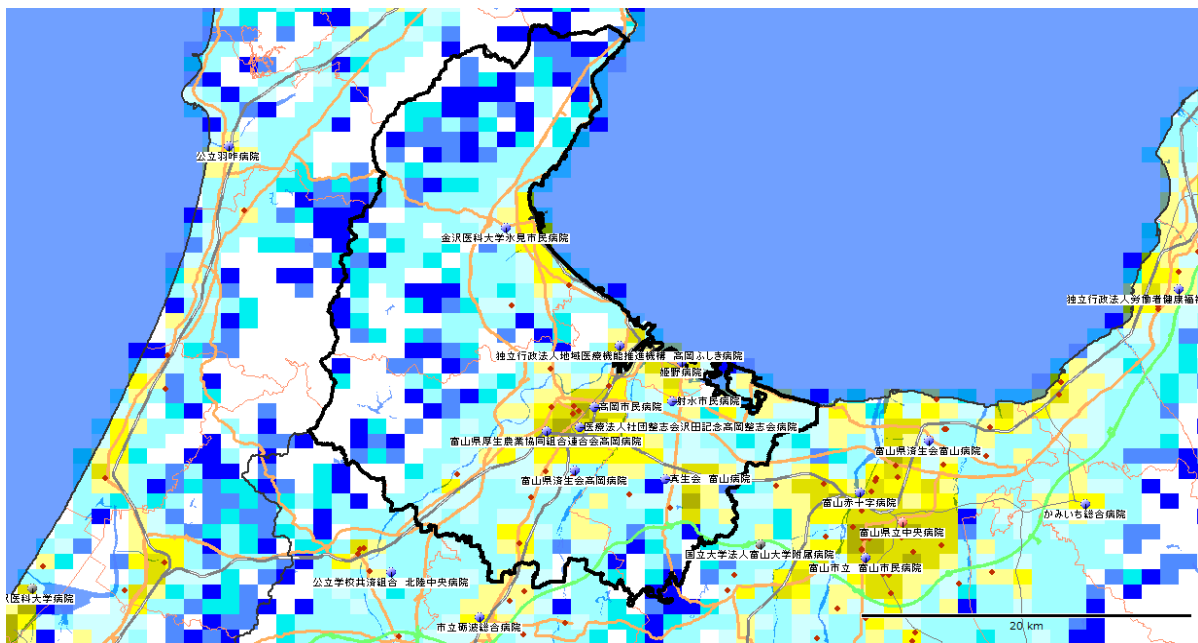 公立羽咋病院
金沢医科大学氷見市民病院
独立行政法人労働者健康福祉
独立行政法人地域医療機能推進機構 高岡ふしき病院
姫野病院
射水市民病院
高岡市民病院
医療法人社団整志会沢田記念高岡整志会病院
富山県厚生農業協同組合連合会高岡病院
富山県済生会富山病院
富山県済生会高岡病院
真生会 富山病院
富山赤十字病院
かみいち総合病院
富山県立中央病院
国立大学法人富山大学附属病院
富山市立 富山市民病院
公立学校共済組合 北陸中央病院
沢医科大学病院
市立砺波総合病院
20 km